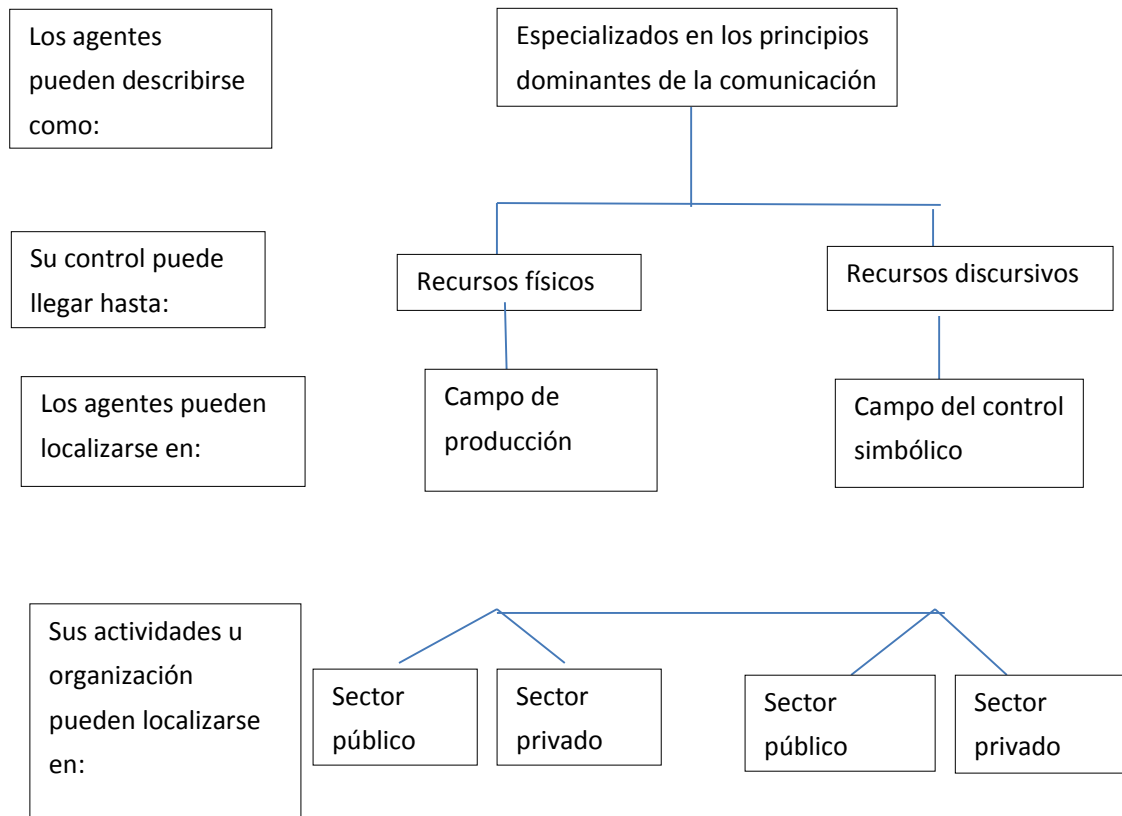 Los agentes
pueden describirse
como:
Especializados en los principios
dominantes de la comunicación
Su control puede
llegar hasta:
Recursos físicos
Recursos discursivos
Los agentes pueden
localizarse en:
Campo de
producción
Campo del control
simbólico
Sus actividades u
organización
pueden localizarse
en:
Sector
público
Sector
privado
Sector
público
Sector
privado